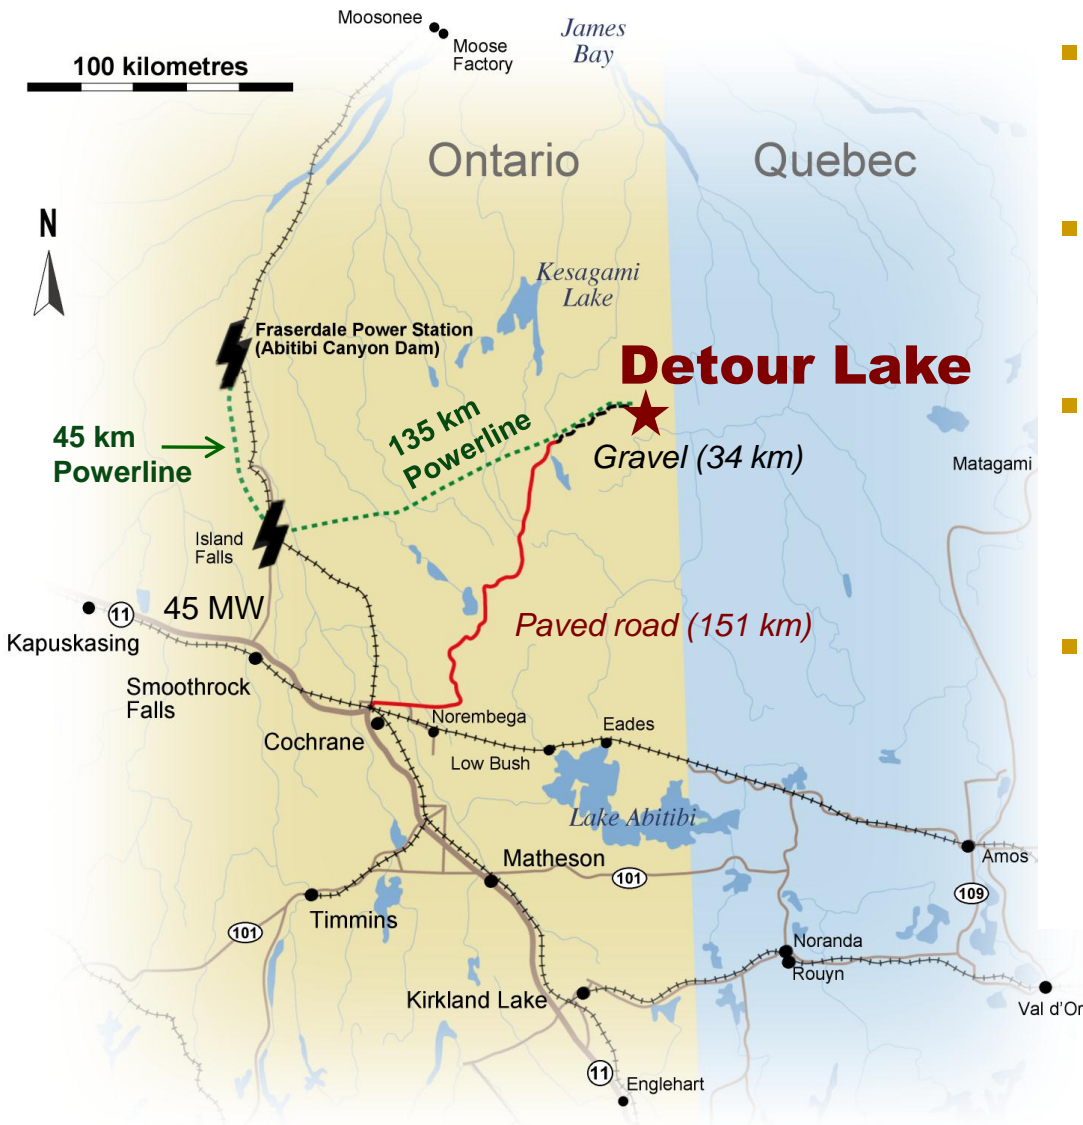 Moosonee
Moose
Factory
James
Bay
100 kilometres
Ontario
Quebec
N
Kesagami
Lake
Fraserdale Power Station
(Abitibi Canyon Dam)
Detour Lake
45 km
Powerline
135 km
Powerline
Gravel (34 km)
Matagami
Island
Falls
45 MW
11
Kapuskasing
Paved road (151 km)
Smoothrock
Falls
Norembega
Eades
Cochrane
Low Bush
Lake Abitibi
Matheson
101
Amos
109
Timmins
101
Noranda
Rouyn
Kirkland Lake
Val d'Or
11
Englehart